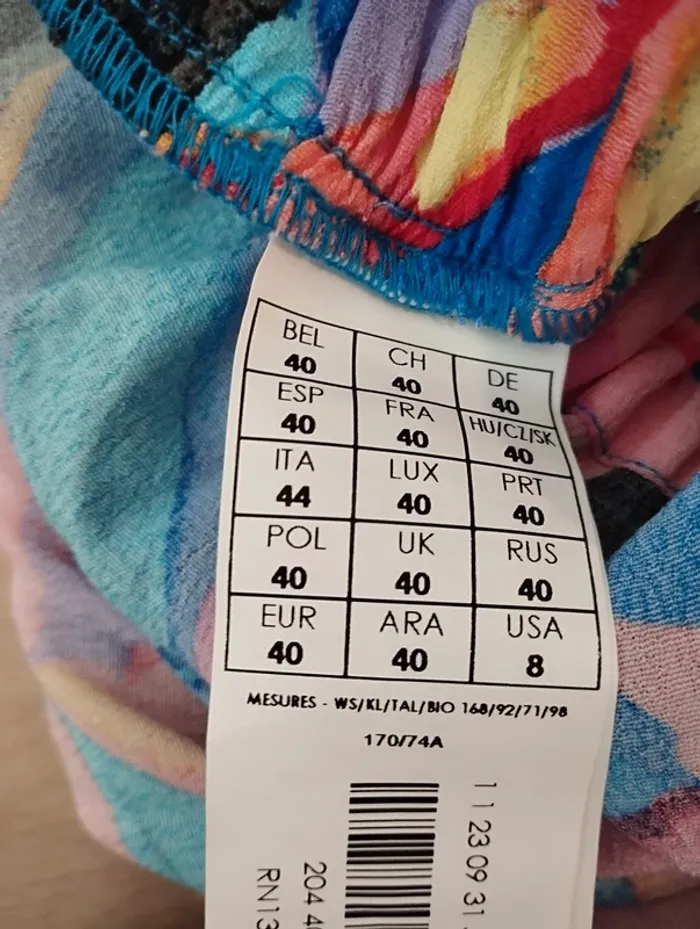 BEL CH DE
40 40 40
ESP FRA HU/CZ/SK
40 40 40
ITA LUX PRT
44 40 40
POL UK RUS
40 40 40
EUR ARA USA
40 40 8
MESURES - WS/KL/TAL/BIO 168/92/71/98
170/74A
1 1 23 09 31
204 4
RN13